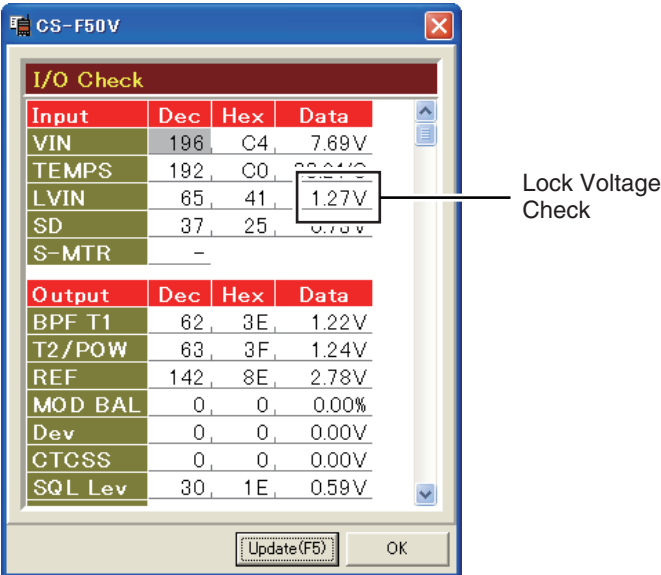 CS-F50V
I/O Check
Input Dec Hex Data
VIN 196 C4 7.69V
TEMPS 192 C0
LVIN 65 41 1.27V
SD 37 25
S-MTR -
Output Dec Hex Data
BPF T1 62 3E 1.22V
T2/POW 63 3F 1.24V
REF 142 8E 2.78V
MOD BAL 0 0 0.00%
Dev 0 0 0.00V
CTCSS 0 0 0.00V
SQL Lev 30 1E 0.59V
Update(F5) OK
Lock Voltage
Check